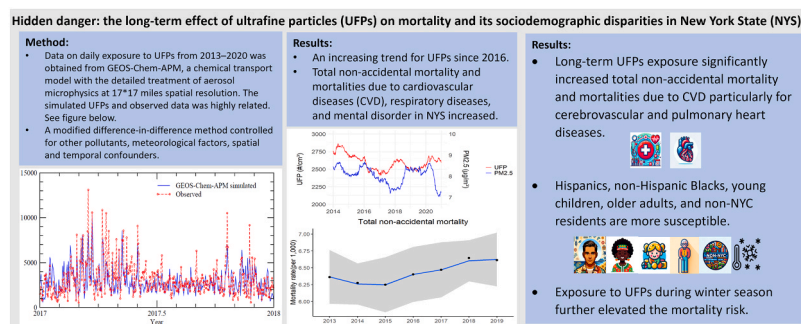 Hidden danger: the long-term effect of ultrafine particles (UFPs) on mortality and its sociodemographic disparities in New York State (NYS)
Method:
• Data on daily exposure to UFPs from 2013–2020 was
obtained from GEOS-Chem-APM, a chemical transport
model with the detailed treatment of aerosol
microphysics at 17*17 miles spatial resolution. The
simulated UFPs and observed data was highly related.
See figure below.
• A modified difference-in-difference method controlled
for other pollutants, meteorological factors, spatial
and temporal confounders.
15000
10000
5000
0
GEOS-Chem-APM simulated
Observed
2017
2017.5
2018
Year
Results:
• An increasing trend for UFPs since 2016.
• Total non-accidental mortality and
mortalities due to cardiovascular
diseases (CVD), respiratory diseases,
and mental disorder in NYS increased.
3000
2750
2500
2250
2000
UFP (#/cm³)
10
9
8
7
PM2.5 (μg/m³)
UFP
PM2.5
2014
2016
2018
2020
Total non-accidental mortality
7.00
6.75
6.50
6.25
6.00
Mortality rate(per 1,000)
2013
2014
2015
2016
2017
2018
2019
Results:
• Long-term UFPs exposure significantly
increased total non-accidental mortality
and mortalities due to CVD particularly for
cerebrovascular and pulmonary heart
diseases.
• Hispanics, non-Hispanic Blacks, young
children, older adults, and non-NYC
residents are more susceptible.
NON-NYC
• Exposure to UFPs during winter season
further elevated the mortality risk.